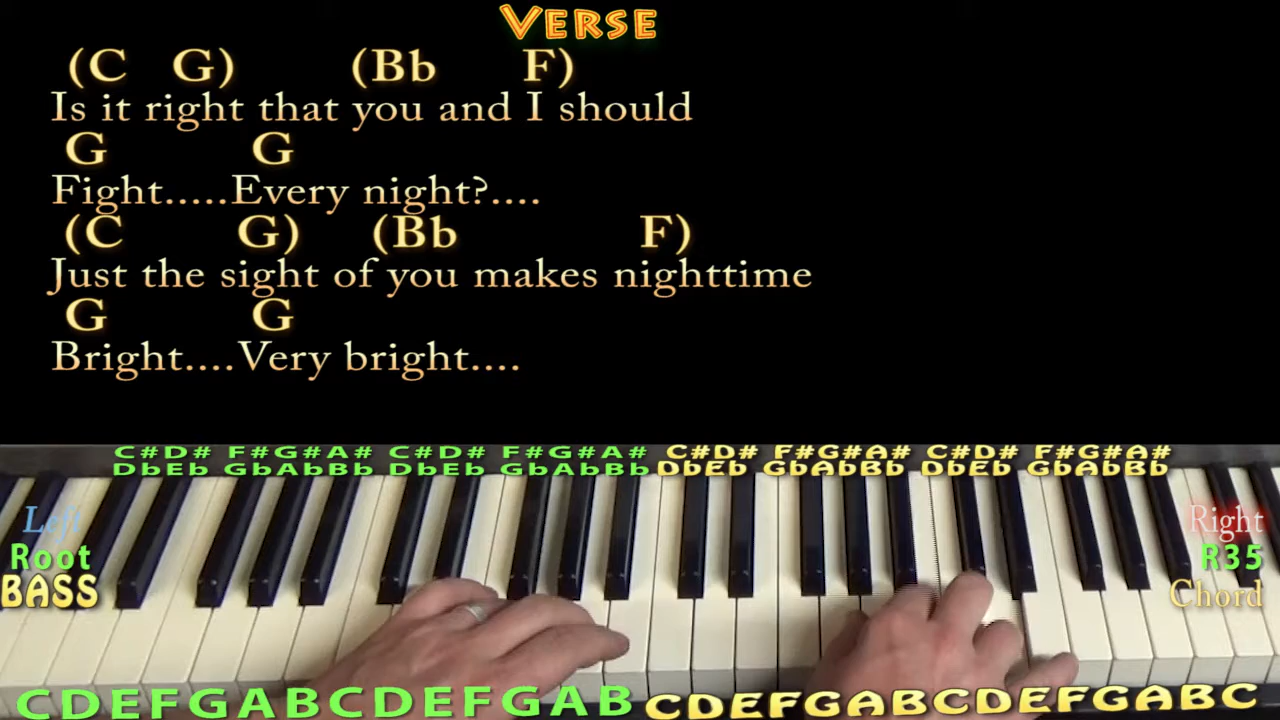 VERSE
(C G) (Bb F)
Is it right that you and I should
G G
Fight.....Every night?....
(C G) (Bb F)
Just the sight of you makes nighttime
G G
Bright....Very bright....
C#D# F#G#A# C#D# F#G#A# C#D# F#G#A# C#D# F#G#A#
DbEb GbAbBb DbEb GbAbBb DbEb GbAbBb DbEb GbAbBb
Left
Root
BASS
Right
R35
Chord
CDEFGABCDEFGAB CDEFGABCDEFGABC